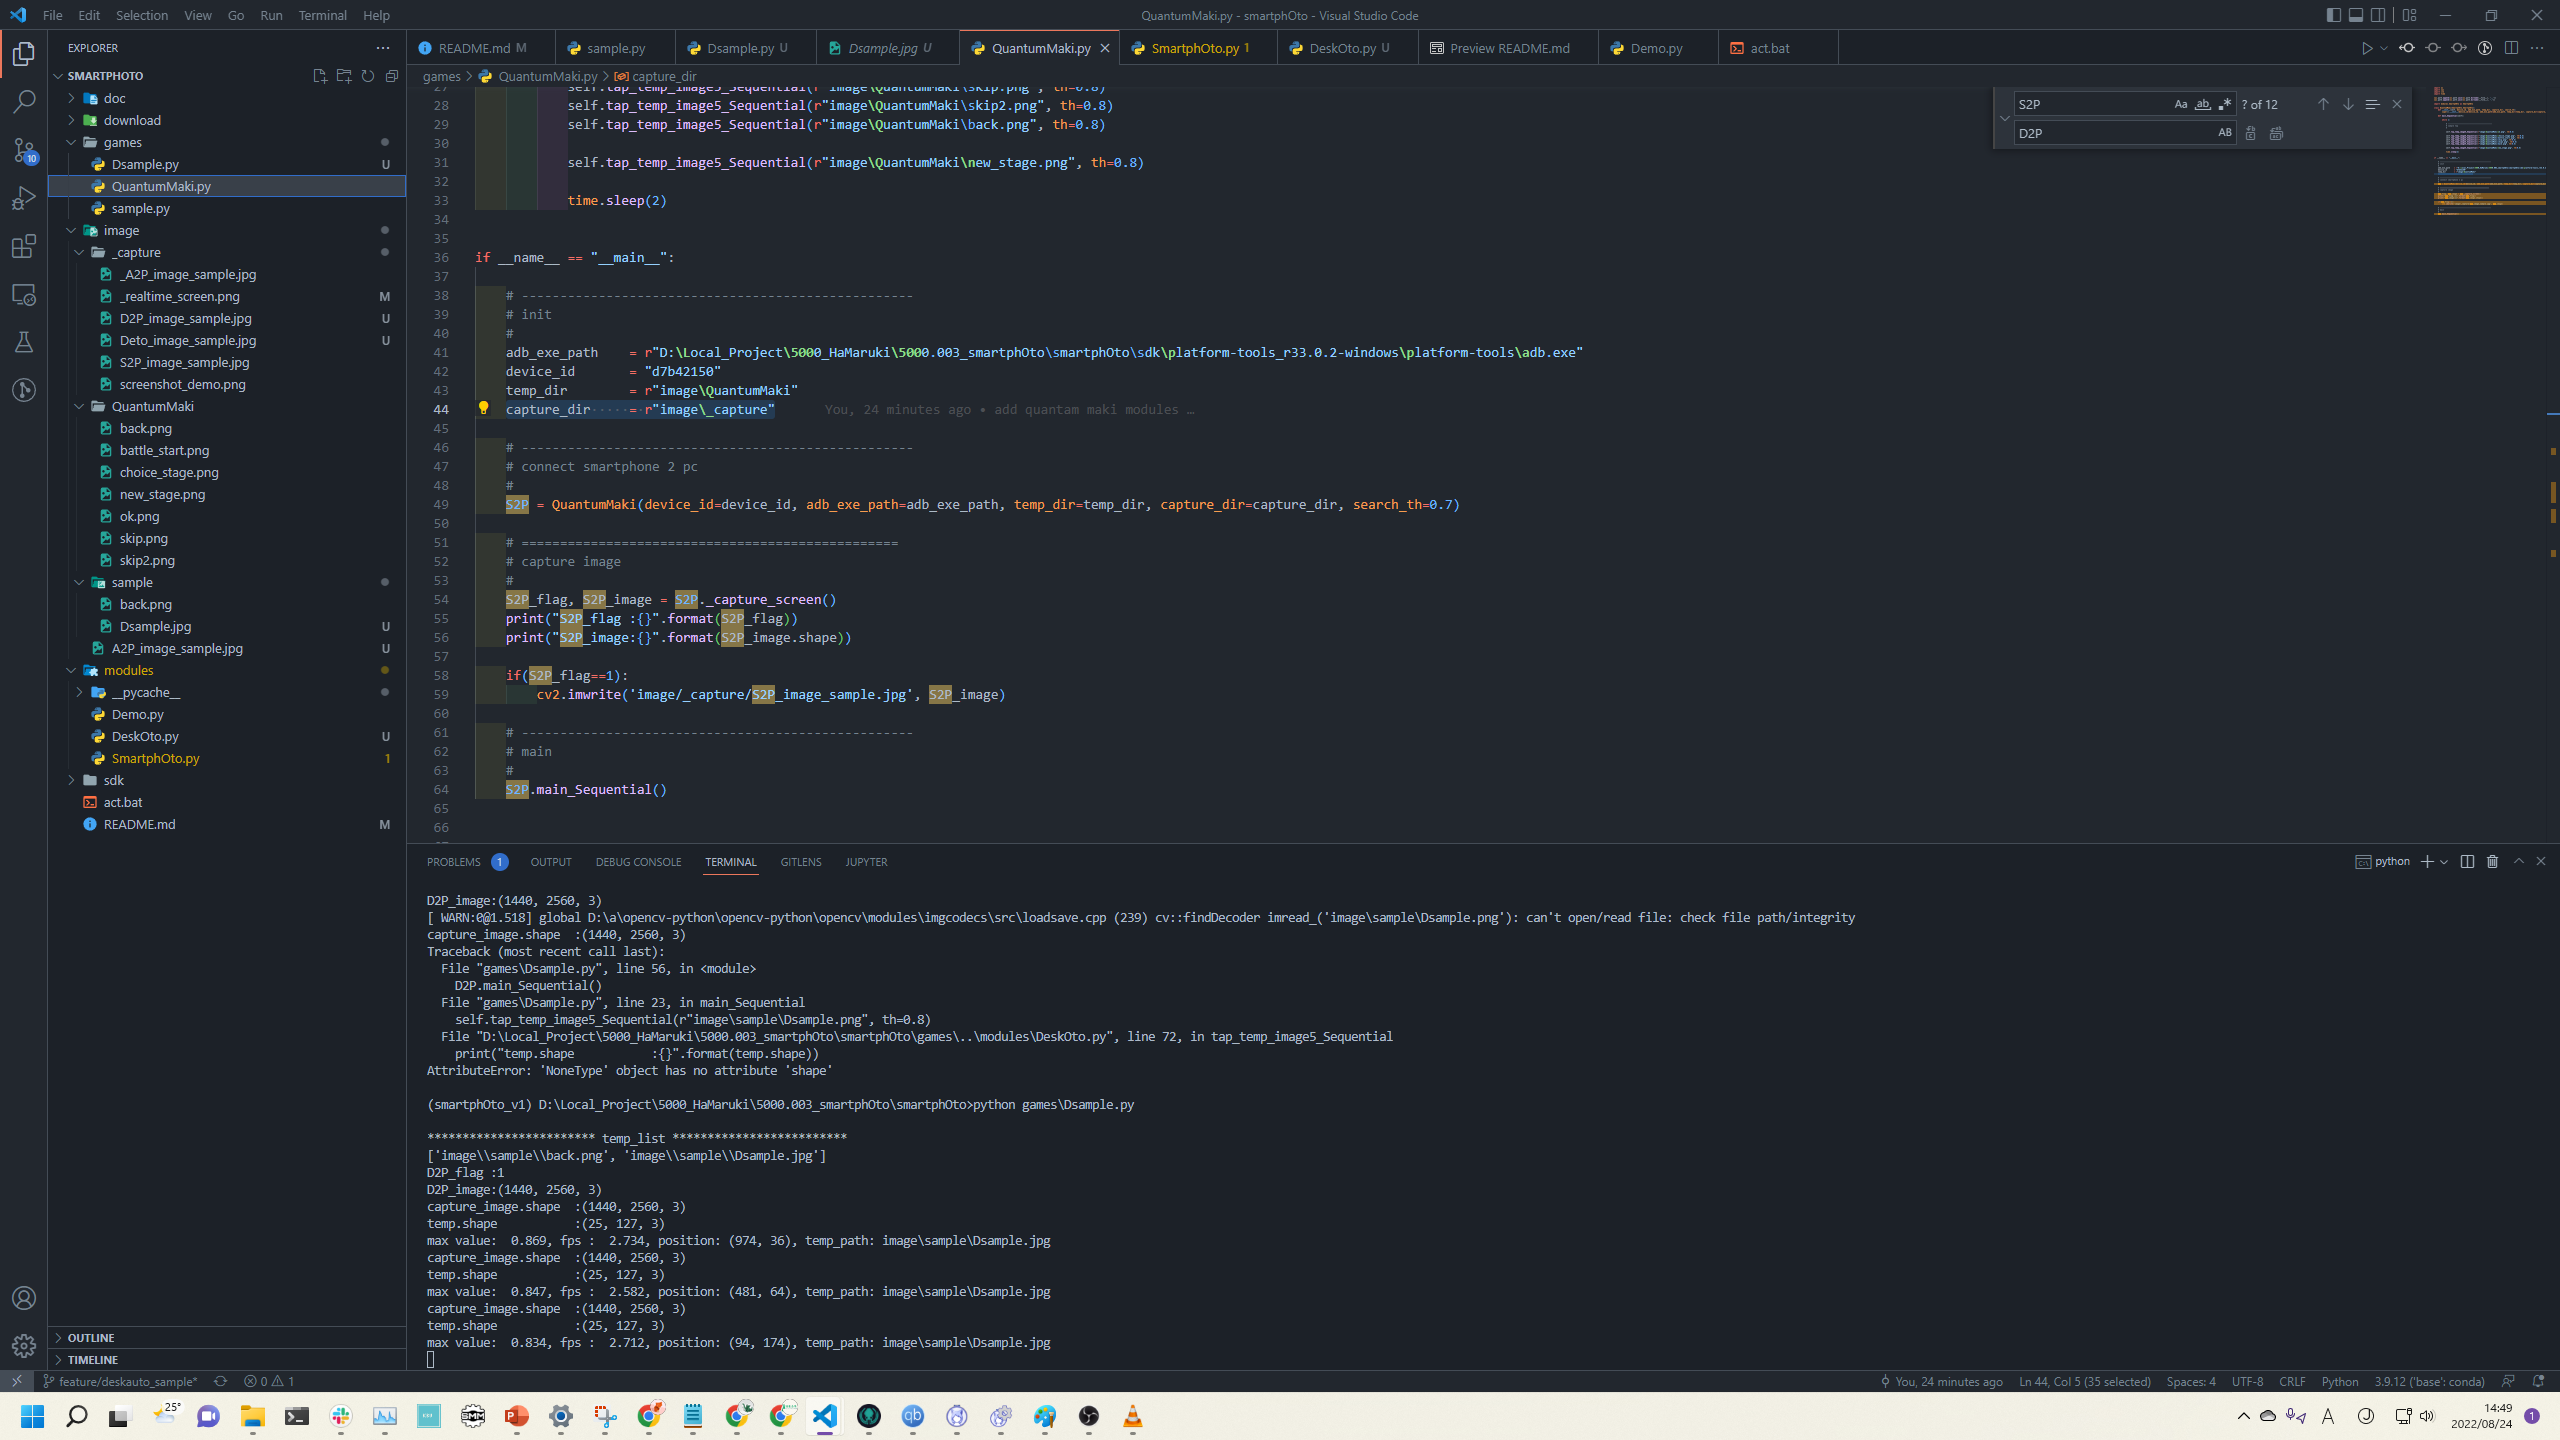 File Edit Selection View Go Run Terminal Help
QuantumMaki.py - smartphOto - Visual Studio Code
EXPLORER
SMARTPHOTO
doc
download
games
Dsample.py U
QuantumMaki.py
sample.py
image
_capture
_A2P_image_sample.jpg
_realtime_screen.png M
D2P_image_sample.jpg U
Deto_image_sample.jpg U
S2P_image_sample.jpg
screenshot_demo.png
QuantumMaki
back.png
battle_start.png
choice_stage.png
new_stage.png
ok.png
skip.png
skip2.png
sample
back.png
Dsample.jpg U
A2P_image_sample.jpg U
modules
__pycache__
Demo.py
DeskOto.py U
SmartphOto.py 1
sdk
act.bat
README.md M
OUTLINE
TIMELINE
10
README.md M sample.py Dsample.py U Dsample.jpg U QuantumMaki.py SmartphOto.py 1 DeskOto.py U Preview README.md Demo.py act.bat
games > QuantumMaki.py > capture_dir
S2P Aa ab ? of 12
D2P AB
27 self.tap_temp_image5_Sequential(r"image\QuantumMaki\skip.png", th=0.8)
28 self.tap_temp_image5_Sequential(r"image\QuantumMaki\skip2.png", th=0.8)
29 self.tap_temp_image5_Sequential(r"image\QuantumMaki\back.png", th=0.8)
30
31 self.tap_temp_image5_Sequential(r"image\QuantumMaki\new_stage.png", th=0.8)
32
33 time.sleep(2)
34
35
36 if __name__ == "__main__":
37
38 # ---------------------------------------------------
39 # init
40 #
41 adb_exe_path = r"D:\Local_Project\5000_HaMaruki\5000.003_smartphOto\smartphOto\sdk\platform-tools_r33.0.2-windows\platform-tools\adb.exe"
42 device_id = "d7b42150"
43 temp_dir = r"image\QuantumMaki"
44 capture_dir = r"image\_capture" You, 24 minutes ago • add quantam maki modules …
45
46 # ---------------------------------------------------
47 # connect smartphone 2 pc
48 #
49 S2P = QuantumMaki(device_id=device_id, adb_exe_path=adb_exe_path, temp_dir=temp_dir, capture_dir=capture_dir, search_th=0.7)
50
51 # =================================================
52 # capture image
53 #
54 S2P_flag, S2P_image = S2P._capture_screen()
55 print("S2P_flag :{}".format(S2P_flag))
56 print("S2P_image:{}".format(S2P_image.shape))
57
58 if(S2P_flag==1):
59 cv2.imwrite('image/_capture/S2P_image_sample.jpg', S2P_image)
60
61 # ---------------------------------------------------
62 # main
63 #
64 S2P.main_Sequential()
65
66
PROBLEMS 1 OUTPUT DEBUG CONSOLE TERMINAL GITLENS JUPYTER
python
D2P_image:(1440, 2560, 3)
[ WARN:0@1.518] global D:\a\opencv-python\opencv-python\opencv\modules\imgcodecs\src\loadsave.cpp (239) cv::findDecoder imread_('image\sample\Dsample.png'): can't open/read file: check file path/integrity
capture_image.shape :(1440, 2560, 3)
Traceback (most recent call last):
File "games\Dsample.py", line 56, in <module>
D2P.main_Sequential()
File "games\Dsample.py", line 23, in main_Sequential
self.tap_temp_image5_Sequential(r"image\sample\Dsample.png", th=0.8)
File "D:\Local_Project\5000_HaMaruki\5000.003_smartphOto\smartphOto\games\..\modules\DeskOto.py", line 72, in tap_temp_image5_Sequential
print("temp.shape :{}".format(temp.shape))
AttributeError: 'NoneType' object has no attribute 'shape'
(smartphOto_v1) D:\Local_Project\5000_HaMaruki\5000.003_smartphOto\smartphOto>python games\Dsample.py
************************ temp_list *************************
['image\\sample\\back.png', 'image\\sample\\Dsample.jpg']
D2P_flag :1
D2P_image:(1440, 2560, 3)
capture_image.shape :(1440, 2560, 3)
temp.shape :(25, 127, 3)
max value: 0.869, fps : 2.734, position: (974, 36), temp_path: image\sample\Dsample.jpg
capture_image.shape :(1440, 2560, 3)
temp.shape :(25, 127, 3)
max value: 0.847, fps : 2.582, position: (481, 64), temp_path: image\sample\Dsample.jpg
capture_image.shape :(1440, 2560, 3)
temp.shape :(25, 127, 3)
max value: 0.834, fps : 2.712, position: (94, 174), temp_path: image\sample\Dsample.jpg
feature/deskauto_sample* 0 1 You, 24 minutes ago Ln 44, Col 5 (35 selected) Spaces: 4 UTF-8 CRLF Python 3.9.12 ('base': conda)
25° SMM qb A 14:49
2022/08/24 1